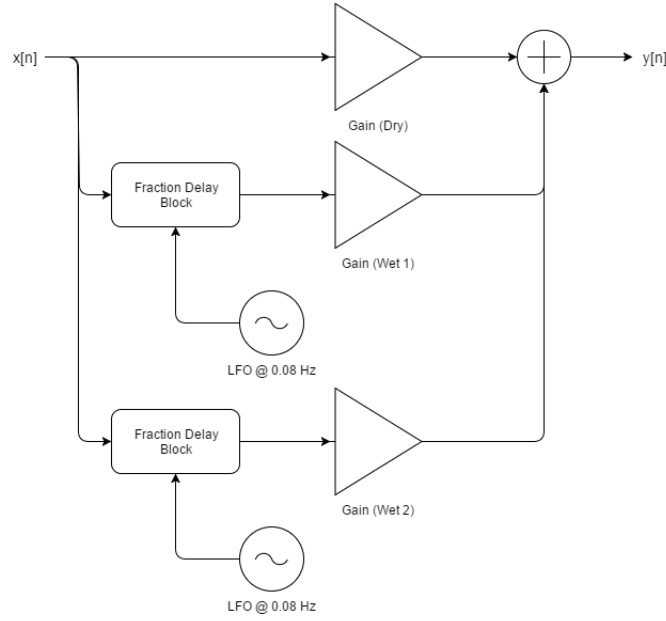 x[n]
y[n]
Gain (Dry)
Fraction Delay
Block
Gain (Wet 1)
LFO @ 0.08 Hz
Fraction Delay
Block
Gain (Wet 2)
LFO @ 0.08 Hz